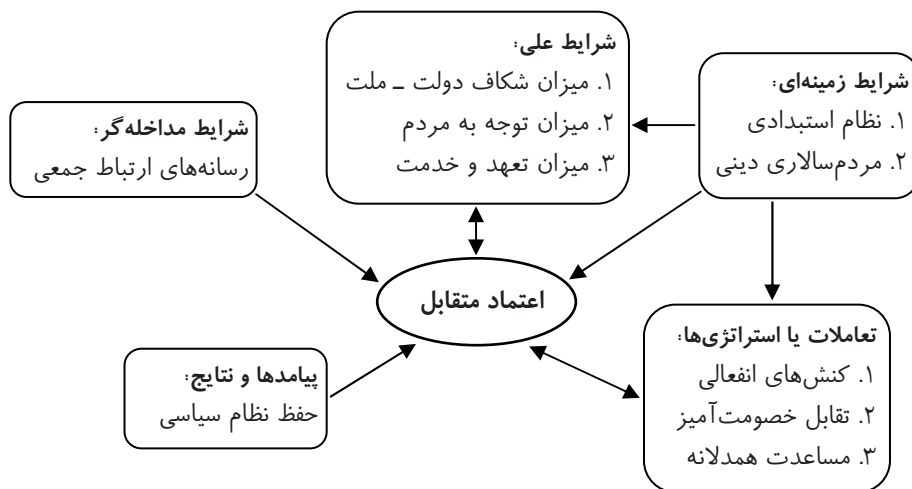 شرایط علی:
۱. میزان شکاف دولت ـ ملت
۲. میزان توجه به مردم
۳. میزان تعهد و خدمت
شرایط زمینه‌ای:
۱. نظام استبدادی
۲. مردم‌سالاری دینی
شرایط مداخله‌گر:
رسانه‌های ارتباط جمعی
اعتماد متقابل
تعاملات یا استراتژی‌ها:
۱. کنش‌های انفعالی
۲. تقابل خصومت‌آمیز
۳. مساعدت همدلانه
پیامدها و نتایج:
حفظ نظام سیاسی